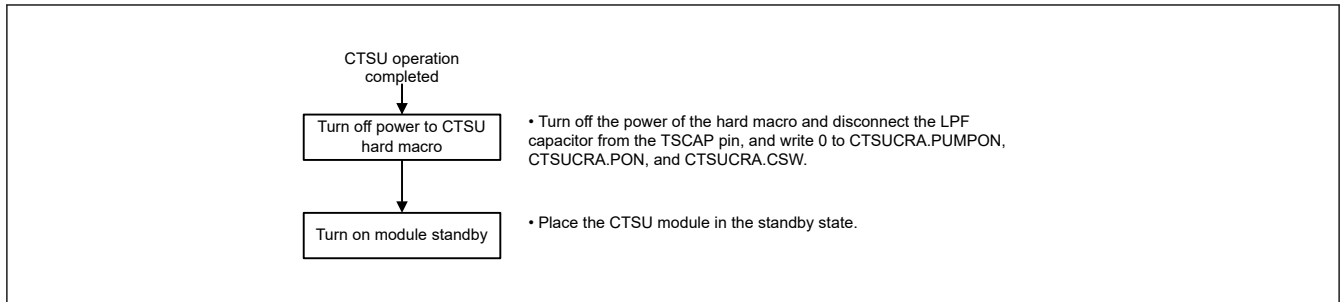 CTSU operation
completed
Turn off power to CTSU
hard macro
• Turn off the power of the hard macro and disconnect the LPF
capacitor from the TSCAP pin, and write 0 to CTSUCRA.PUMPON,
CTSUCRA.PON, and CTSUCRA.CSW.
Turn on module standby
• Place the CTSU module in the standby state.